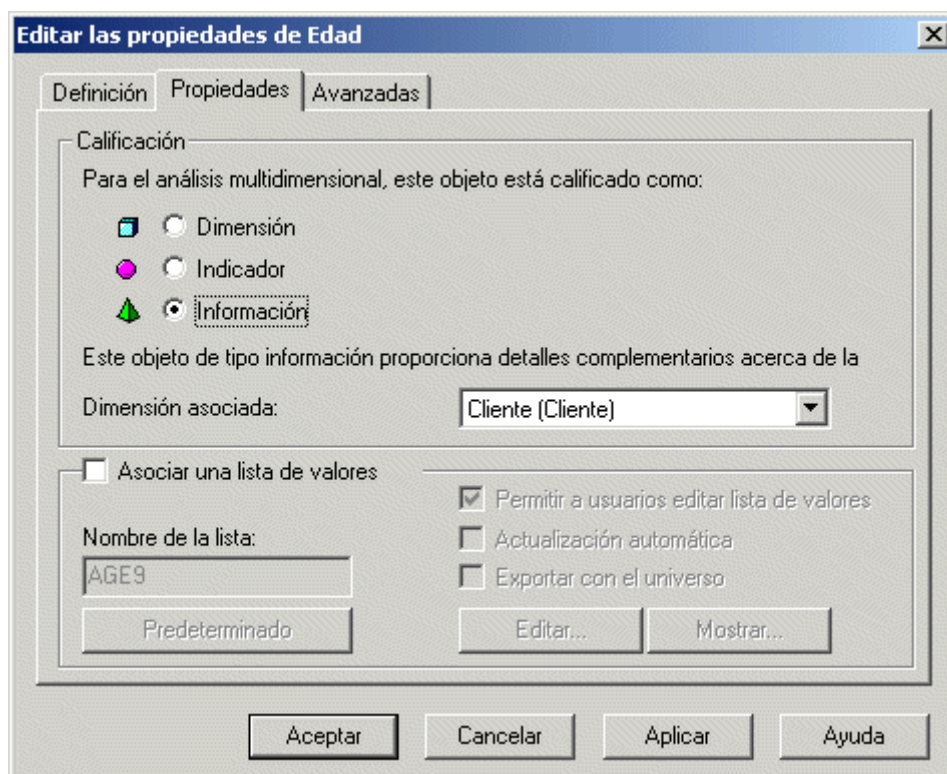 Editar las propiedades de Edad
Definición Propiedades Avanzadas
Calificación
Para el análisis multidimensional, este objeto está calificado como:
Dimensión
Indicador
Información
Este objeto de tipo información proporciona detalles complementarios acerca de la
Dimensión asociada: Cliente (Cliente)
Asociar una lista de valores
Permitir a usuarios editar lista de valores
Nombre de la lista: Actualización automática
AGE9 Exportar con el universo
Predeterminado Editar... Mostrar...
Aceptar Cancelar Aplicar Ayuda